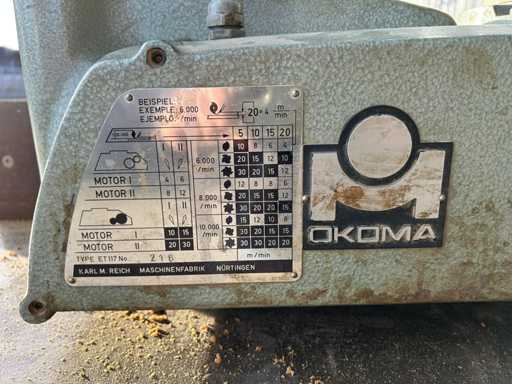 BEISPIEL:
EXEMPLE: 6.000
EJEMPLO: /min
20÷4 m/min
5 10 15 20
I II
6.000 /min
10 8 6 4
20 15 12 10
MOTOR I 4 6
30 20 15 12
MOTOR II 8 12
8.000 /min
12 8 8 6
20 20 15 12
30 30 20 15
10.000 /min
15 12 10 8
MOTOR I 10 15
30 20 20 15
MOTOR II 20 30
30 30 20 20
TYPE ET117 No. 216
m/min
KARL M. REICH MASCHINENFABRIK NÜRTINGEN
OKOMA